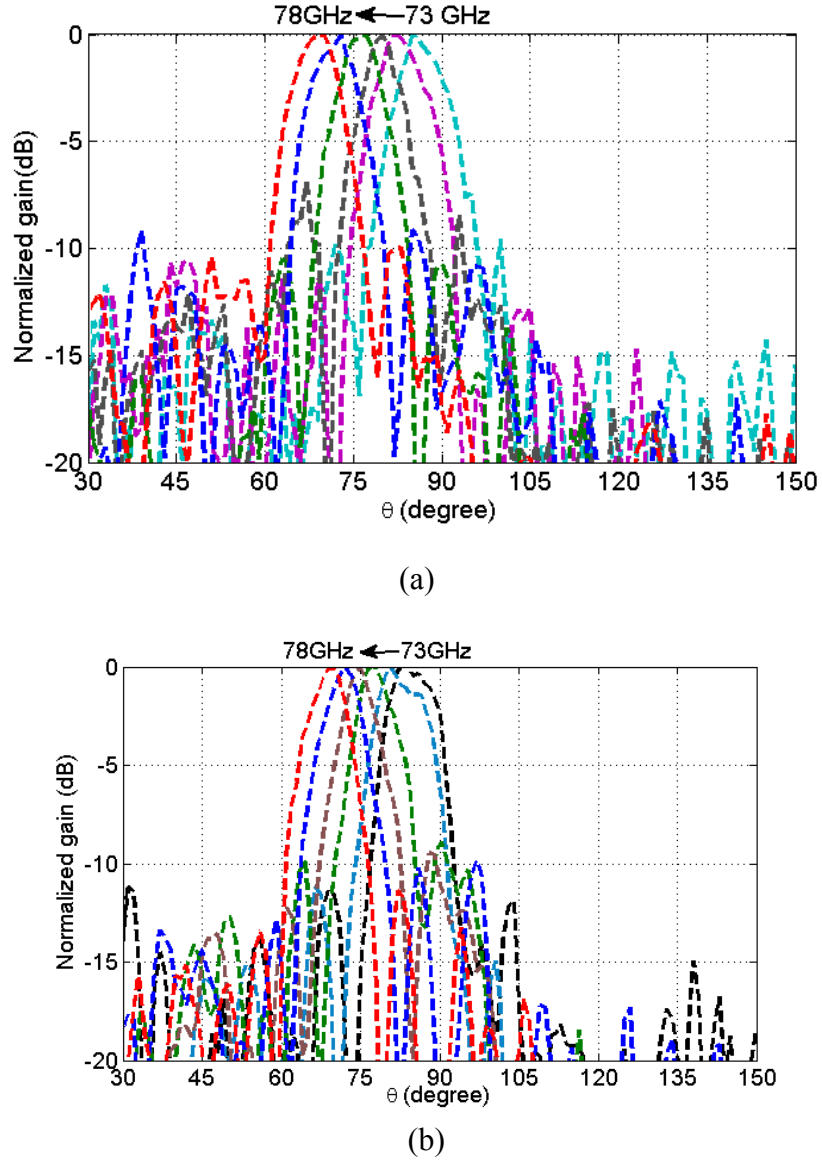 78GHz 73 GHz
0
-5
-10
-15
-20
Normalized gain(dB)
30 45 60 75 90 105 120 135 150
θ (degree)
(a)
78GHz 73GHz
0
-5
-10
-15
-20
Normalized gain (dB)
30 45 60 75 90 105 120 135 150
θ (degree)
(b)